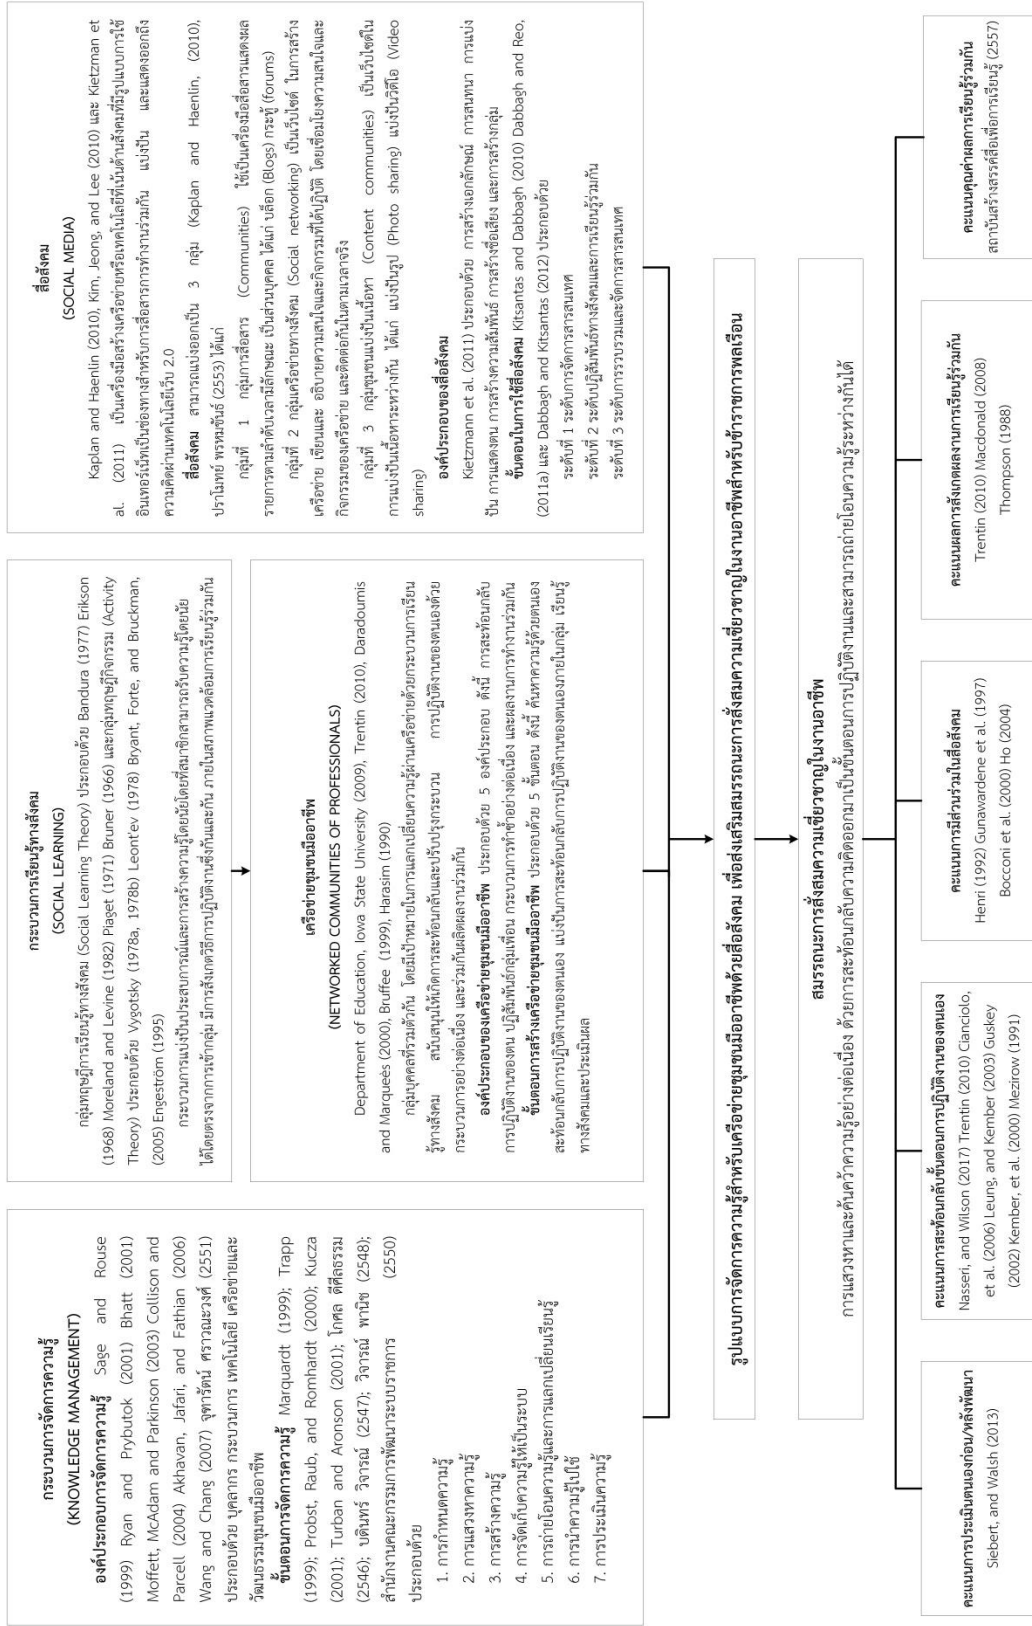 กระบวนการจัดการความรู้
(KNOWLEDGE MANAGEMENT)
องค์ประกอบการจัดการความรู้ Sage and Rouse
(1999) Ryan and Prybutok (2001) Bhatt (2001)
Moffett, McAdam and Parkinson (2003) Collison and
Parcell (2004) Akhavan, Jafari, and Fathian (2006)
Wang and Chang (2007) จุฑารัตน์ ศราวณะวงศ์ (2551)
ประกอบด้วย บุคลากร กระบวนการ เทคโนโลยี เครือข่ายและ
วัฒนธรรมชุมชนมืออาชีพ
ขั้นตอนการจัดการความรู้ Marquardt (1999); Trapp
(1999); Probst, Raub, and Romhardt (2000); Kucza
(2001); Turban and Aronson (2001); โกศล ดีศีลธรรม
(2546); บดินทร์ วิจารณ์ (2547); วิจารณ์ พานิช (2548);
สำนักงานคณะกรรมการพัฒนาระบบราชการ (2550)
ประกอบด้วย
1. การกำหนดความรู้
2. การแสวงหาความรู้
3. การสร้างความรู้
4. การจัดเก็บความรู้ให้เป็นระบบ
5. การถ่ายโอนความรู้และการแลกเปลี่ยนเรียนรู้
6. การนำความรู้ไปใช้
7. การประเมินความรู้
กระบวนการเรียนรู้ทางสังคม
(SOCIAL LEARNING)
กลุ่มทฤษฎีการเรียนรู้ทางสังคม (Social Learning Theory) ประกอบด้วย Bandura (1977) Erikson
(1968) Moreland and Levine (1982) Piaget (1971) Bruner (1966) และกลุ่มทฤษฎีกิจกรรม (Activity
Theory) ประกอบด้วย Vygotsky (1978a, 1978b) Leont'ev (1978) Bryant, Forte, and Bruckman,
(2005) Engeström (1995)
กระบวนการแบ่งปันประสบการณ์และการสร้างความรู้โดยนัยโดยที่สมาชิกสามารถรับความรู้โดยนัย
ได้โดยตรงจากการเข้ากลุ่ม มีการสังเกตวิธีการปฏิบัติงานซึ่งกันและกัน ภายในสภาพแวดล้อมการเรียนรู้ร่วมกัน
เครือข่ายชุมชนมืออาชีพ
(NETWORKED COMMUNITIES OF PROFESSIONALS)
Department of Education, Iowa State University (2009), Trentin (2010), Daradoumis
and Marqueès (2000), Bruffee (1999), Harasim (1990)
กลุ่มบุคคลที่รวมตัวกัน โดยมีเป้าหมายในการแลกเปลี่ยนความรู้ผ่านเครือข่ายด้วยกระบวนการเรียน
รู้ทางสังคม สนับสนุนให้เกิดการสะท้อนกลับและปรับปรุงกระบวน การปฏิบัติงานของตนเองด้วย
กระบวนการอย่างต่อเนื่อง และร่วมกันผลิตผลงานร่วมกัน
องค์ประกอบของเครือข่ายชุมชนมืออาชีพ ประกอบด้วย 5 องค์ประกอบ ดังนี้ การสะท้อนกลับ
การปฏิบัติงานของตน ปฏิสัมพันธ์กลุ่มเพื่อน กระบวนการทำซ้ำอย่างต่อเนื่อง และผลงานการทำงานร่วมกัน
ขั้นตอนการสร้างเครือข่ายชุมชนมืออาชีพ ประกอบด้วย 5 ขั้นตอน ดังนี้ ค้นหาความรู้ด้วยตนเอง
สะท้อนกลับการปฏิบัติงานของตนเอง แบ่งปันการสะท้อนกลับการปฏิบัติงานของตนเองภายในกลุ่ม เรียนรู้
ทางสังคมและประเมินผล
สื่อสังคม
(SOCIAL MEDIA)
Kaplan and Haenlin (2010), Kim, Jeong, and Lee (2010) และ Kietzman et
al. (2011) เป็นเครื่องมือสร้างเครือข่ายหรือเทคโนโลยีที่เน้นด้านสังคมที่มีรูปแบบการใช้
อินเทอร์เน็ทเป็นช่องทางสำหรับการสื่อสารการทำงานร่วมกัน แบ่งปัน และแสดงออกถึง
ความคิดผ่านเทคโนโลยีเว็บ 2.0
สื่อสังคม สามารถแบ่งออกเป็น 3 กลุ่ม (Kaplan and Haenlin, (2010),
ปราโมทย์ พรหมขันธ์ (2553) ได้แก่
กลุ่มที่ 1 กลุ่มการสื่อสาร (Communities) ใช้เป็นเครื่องมือสื่อสารแสดงผล
รายการตามลำดับเวลามีลักษณะ เป็นส่วนบุคคล ได้แก่ บล็อก (Blogs) กระทู้ (forums)
กลุ่มที่ 2 กลุ่มเครือข่ายทางสังคม (Social networking) เป็นเว็บไซต์ ในการสร้าง
เครือข่าย เขียนและ อธิบายความสนใจและกิจกรรมที่ได้ปฏิบัติ โดยเชื่อมโยงความสนใจและ
กิจกรรมของเครือข่าย และติดต่อกันในตามเวลาจริง
กลุ่มที่ 3 กลุ่มชุมชนแบ่งปันเนื้อหา (Content communities) เป็นเว็บไซต์ใน
การแบ่งปันเนื้อหาระหว่างกัน ได้แก่ แบ่งปันรูป (Photo sharing) แบ่งปันวิดีโอ (Video
sharing)
องค์ประกอบของสื่อสังคม
Kietzmann et al. (2011) ประกอบด้วย การสร้างเอกลักษณ์ การสนทนา การแบ่ง
ปัน การแสดงตน การสร้างความสัมพันธ์ การสร้างชื่อเสียง และการสร้างกลุ่ม
ขั้นตอนในการใช้สื่อสังคม Kitsantas and Dabbagh (2010) Dabbagh and Reo,
(2011a) และ Dabbagh and Kitsantas (2012) ประกอบด้วย
ระดับที่ 1 ระดับการจัดการสารสนเทศ
ระดับที่ 2 ระดับปฏิสัมพันธ์ทางสังคมและการเรียนรู้ร่วมกัน
ระดับที่ 3 ระดับการรวบรวมและจัดการสารสนเทศ
รูปแบบการจัดการความรู้สำหรับเครือข่ายชุมชนมืออาชีพด้วยสื่อสังคม เพื่อส่งเสริมสมรรถนะการสั่งสมความเชี่ยวชาญในงานอาชีพสำหรับข้าราชการพลเรือน
สมรรถนะการสั่งสมความเชี่ยวชาญในงานอาชีพ
การแสวงหาและค้นคว้าความรู้อย่างต่อเนื่อง ด้วยการสะท้อนกลับความคิดออกมาเป็นขั้นตอนการปฏิบัติงานและสามารถถ่ายโอนความรู้ระหว่างกันได้
คะแนนการประเมินตนเองก่อน/หลังพัฒนา
Siebert, and Walsh (2013)
คะแนนการสะท้อนกลับขั้นตอนการปฏิบัติงานของตนเอง
Nasseri, and Wilson (2017) Trentin (2010) Cianciolo,
et al. (2006) Leung, and Kember (2003) Guskey
(2002) Kember, et al. (2000) Mezirow (1991)
คะแนนการมีส่วนร่วมในสื่อสังคม
Henri (1992) Gunawardene et al. (1997)
Bocconi et al. (2000) Ho (2004)
คะแนนผลการสังเกตผลงานการเรียนรู้ร่วมกัน
Trentin (2010) Macdonald (2008)
Thompson (1988)
คะแนนคุณค่าผลการเรียนรู้ร่วมกัน
สถาบันสร้างสรรค์สื่อเพื่อการเรียนรู้ (2557)